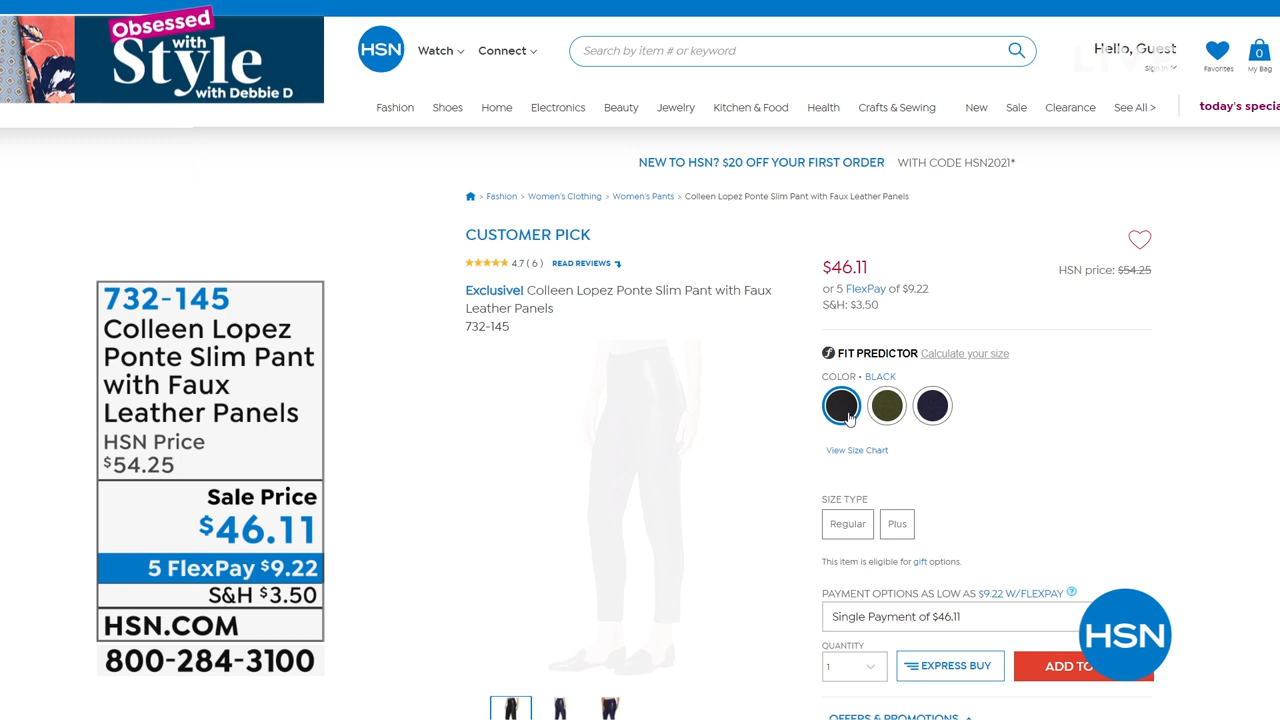 Obsessed
with
Style
with Debbie D
HSN
Watch
Connect
Search by item # or keyword
Hello, Guest
Sign In
Favorites
0
My Bag
LIVE
Fashion
Shoes
Home
Electronics
Beauty
Jewelry
Kitchen & Food
Health
Crafts & Sewing
New
Sale
Clearance
See All >
today's specia
NEW TO HSN? $20 OFF YOUR FIRST ORDER WITH CODE HSN2021*
> Fashion > Women's Clothing > Women's Pants > Colleen Lopez Ponte Slim Pant with Faux Leather Panels
CUSTOMER PICK
4.7 ( 6 ) READ REVIEWS
Exclusive! Colleen Lopez Ponte Slim Pant with Faux
Leather Panels
732-145
$46.11
HSN price: $54.25
or 5 FlexPay of $9.22
S&H: $3.50
FIT PREDICTOR Calculate your size
COLOR • BLACK
View Size Chart
SIZE TYPE
Regular
Plus
This item is eligible for gift options.
PAYMENT OPTIONS AS LOW AS $9.22 W/FLEXPAY ?
Single Payment of $46.11
QUANTITY
1
EXPRESS BUY
ADD TO
OFFERS & PROMOTIONS
HSN
732-145
Colleen Lopez
Ponte Slim Pant
with Faux
Leather Panels
HSN Price
$54.25
Sale Price
$46.11
5 FlexPay $9.22
S&H $3.50
HSN.COM
800-284-3100